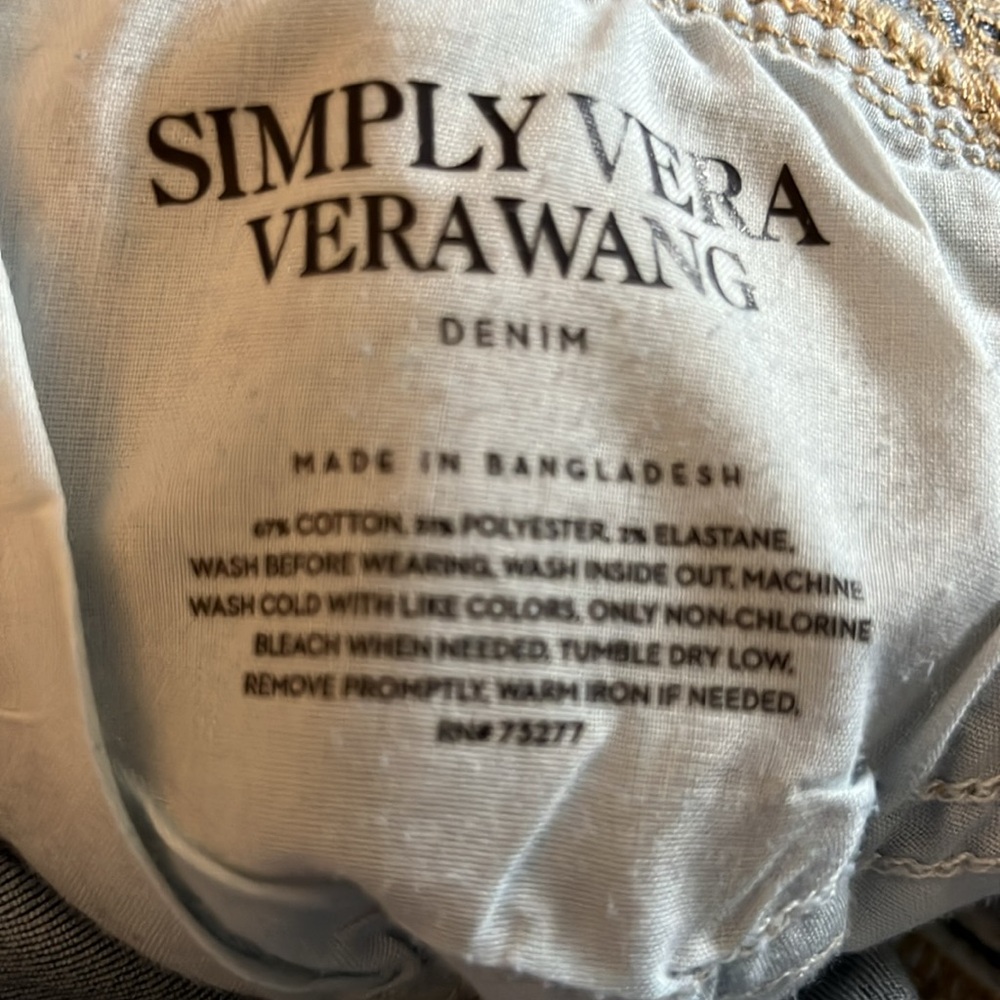 SIMPLY VERA
VERA WANG
DENIM
MADE IN BANGLADESH
67% COTTON, 31% POLYESTER, 2% ELASTANE,
WASH BEFORE WEARING, WASH INSIDE OUT, MACHINE
WASH COLD WITH LIKE COLORS, ONLY NON-CHLORINE
BLEACH WHEN NEEDED, TUMBLE DRY LOW,
REMOVE PROMPTLY, WARM IRON IF NEEDED,
RN# 73277